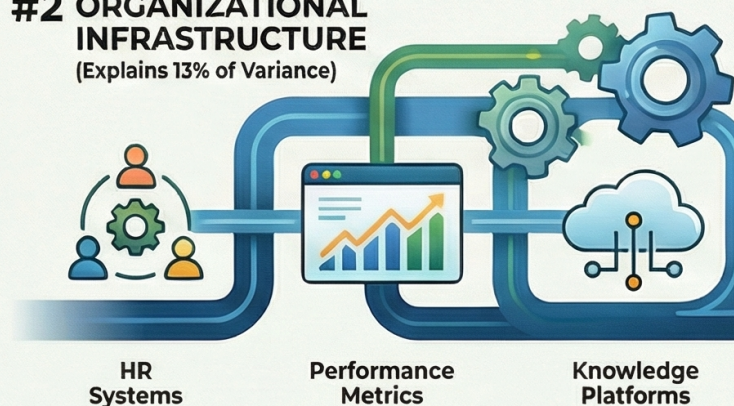 #2 ORGANIZATIONAL
INFRASTRUCTURE
(Explains 13% of Variance)
HR
Systems
Performance
Metrics
Knowledge
Platforms